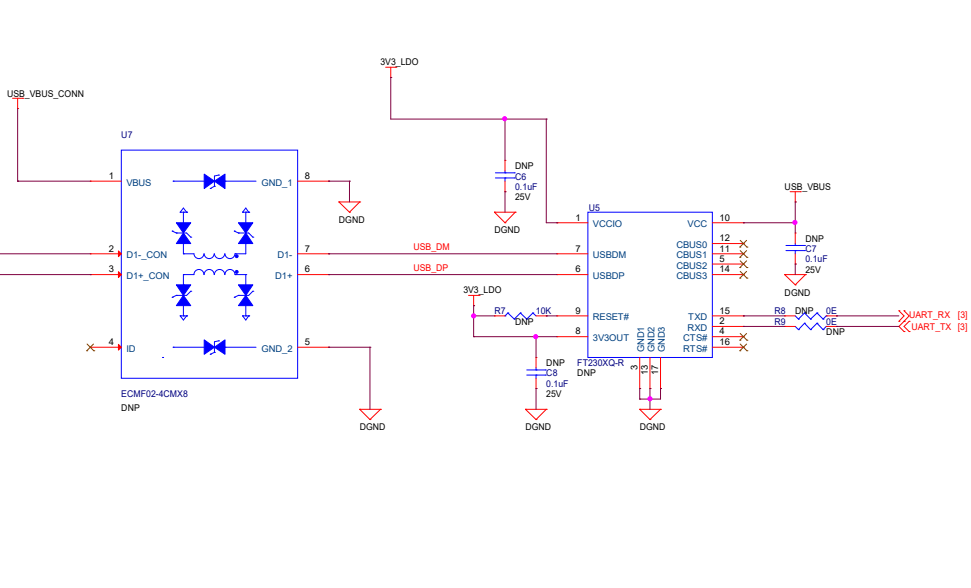 3V3_LDO
USB_VBUS_CONN
U7
1 VBUS GND_1 8
DGND
2 D1-_CON D1- 7
3 D1+_CON D1+ 6
4 ID GND_2 5
ECMF02-4CMX8
DNP
DGND
USB_DM
USB_DP
DNP
C6
0.1uF
25V
DGND
3V3_LDO
R7 10K
DNP
DNP
C8
0.1uF
25V
DGND
U5
1 VCCIO VCC 10
CBUS0 12
7 USBDM CBUS1 11
CBUS2 5
6 USBDP CBUS3 14
9 RESET# TXD 15
RXD 2
8 3V3OUT CTS# 4
RTS# 16
GND1 GND2 GND3
3 13 17
FT230XQ-R
DNP
DGND
USB_VBUS
DNP
C7
0.1uF
25V
DGND
R8 DNP 0E UART_RX [3]
R9 0E UART_TX [3]
DNP